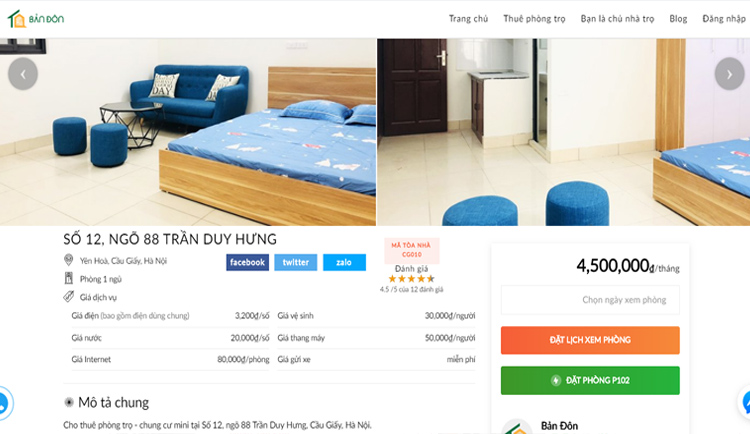 BẢN ĐÔN
Trang chủ Thuê phòng trọ Bạn là chủ nhà trọ Blog Đăng nhập
SỐ 12, NGÕ 88 TRẦN DUY HƯNG
Yên Hoà, Cầu Giấy, Hà Nội
Phòng 1 ngủ
Giá dịch vụ
facebook twitter zalo
MÃ TÒA NHÀ
CG010
Đánh giá
4.5 /5 của 12 đánh giá
Giá điện (bao gồm điện dùng chung) 3,200₫/số Giá vệ sinh 30,000₫/người
Giá nước 20,000₫/số Giá thang máy 50,000₫/người
Giá Internet 80,000₫/phòng Giá gửi xe miễn phí
Mô tả chung
Cho thuê phòng trọ - chung cư mini tại Số 12, ngõ 88 Trần Duy Hưng, Cầu Giấy, Hà Nội.
4,500,000₫/tháng
Chọn ngày xem phòng
ĐẶT LỊCH XEM PHÒNG
ĐẶT PHÒNG P102
Bản Đôn